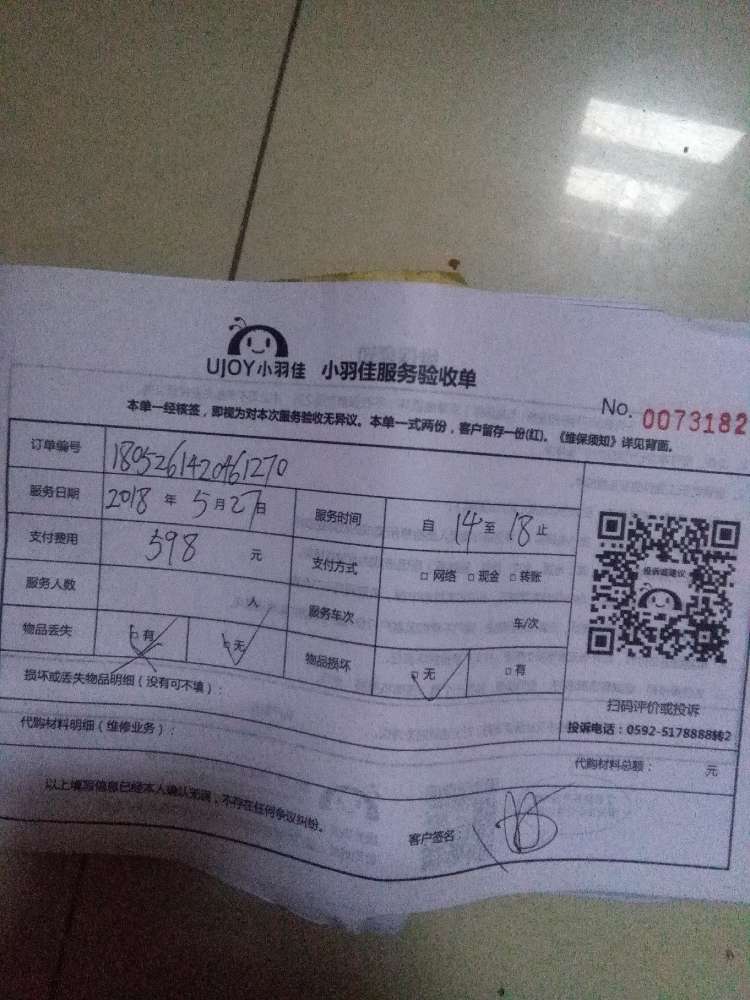 UJOY小羽佳 小羽佳服务验收单
No. 0073182
本单一经核签，即视为对本次服务验收无异议。本单一式两份，客户留存一份(红)。《维保须知》详见背面。
订单编号 1805261420461270
服务日期 2018 年 5 月 27 日 服务时间 自 14 至 18 止
支付费用 598 元 支付方式 □ 网络 □ 现金 □ 转账
服务人数 人 服务车次 车/次
物品丢失 □ 有 □ 无 物品损坏 □ 无 □ 有
投诉或建议
扫码评价或投诉
投诉电话：0592-5178888转2
损坏或丢失物品明细（没有可不填）：
代购材料明细（维修业务）：
代购材料总额： 元
以上填写信息已经本人确认无误，不存在任何争议纠纷。
客户签名：